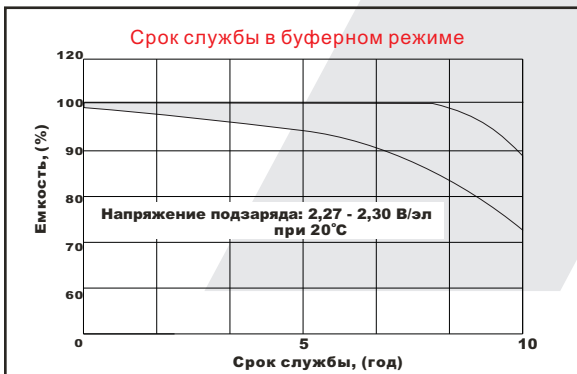 Срок службы в буферном режиме
120
100
90
80
70
60
0
Емкость, (%)
Напряжение подзаряда: 2,27 - 2,30 В/эл
при 20°C
5
10
Срок службы, (год)